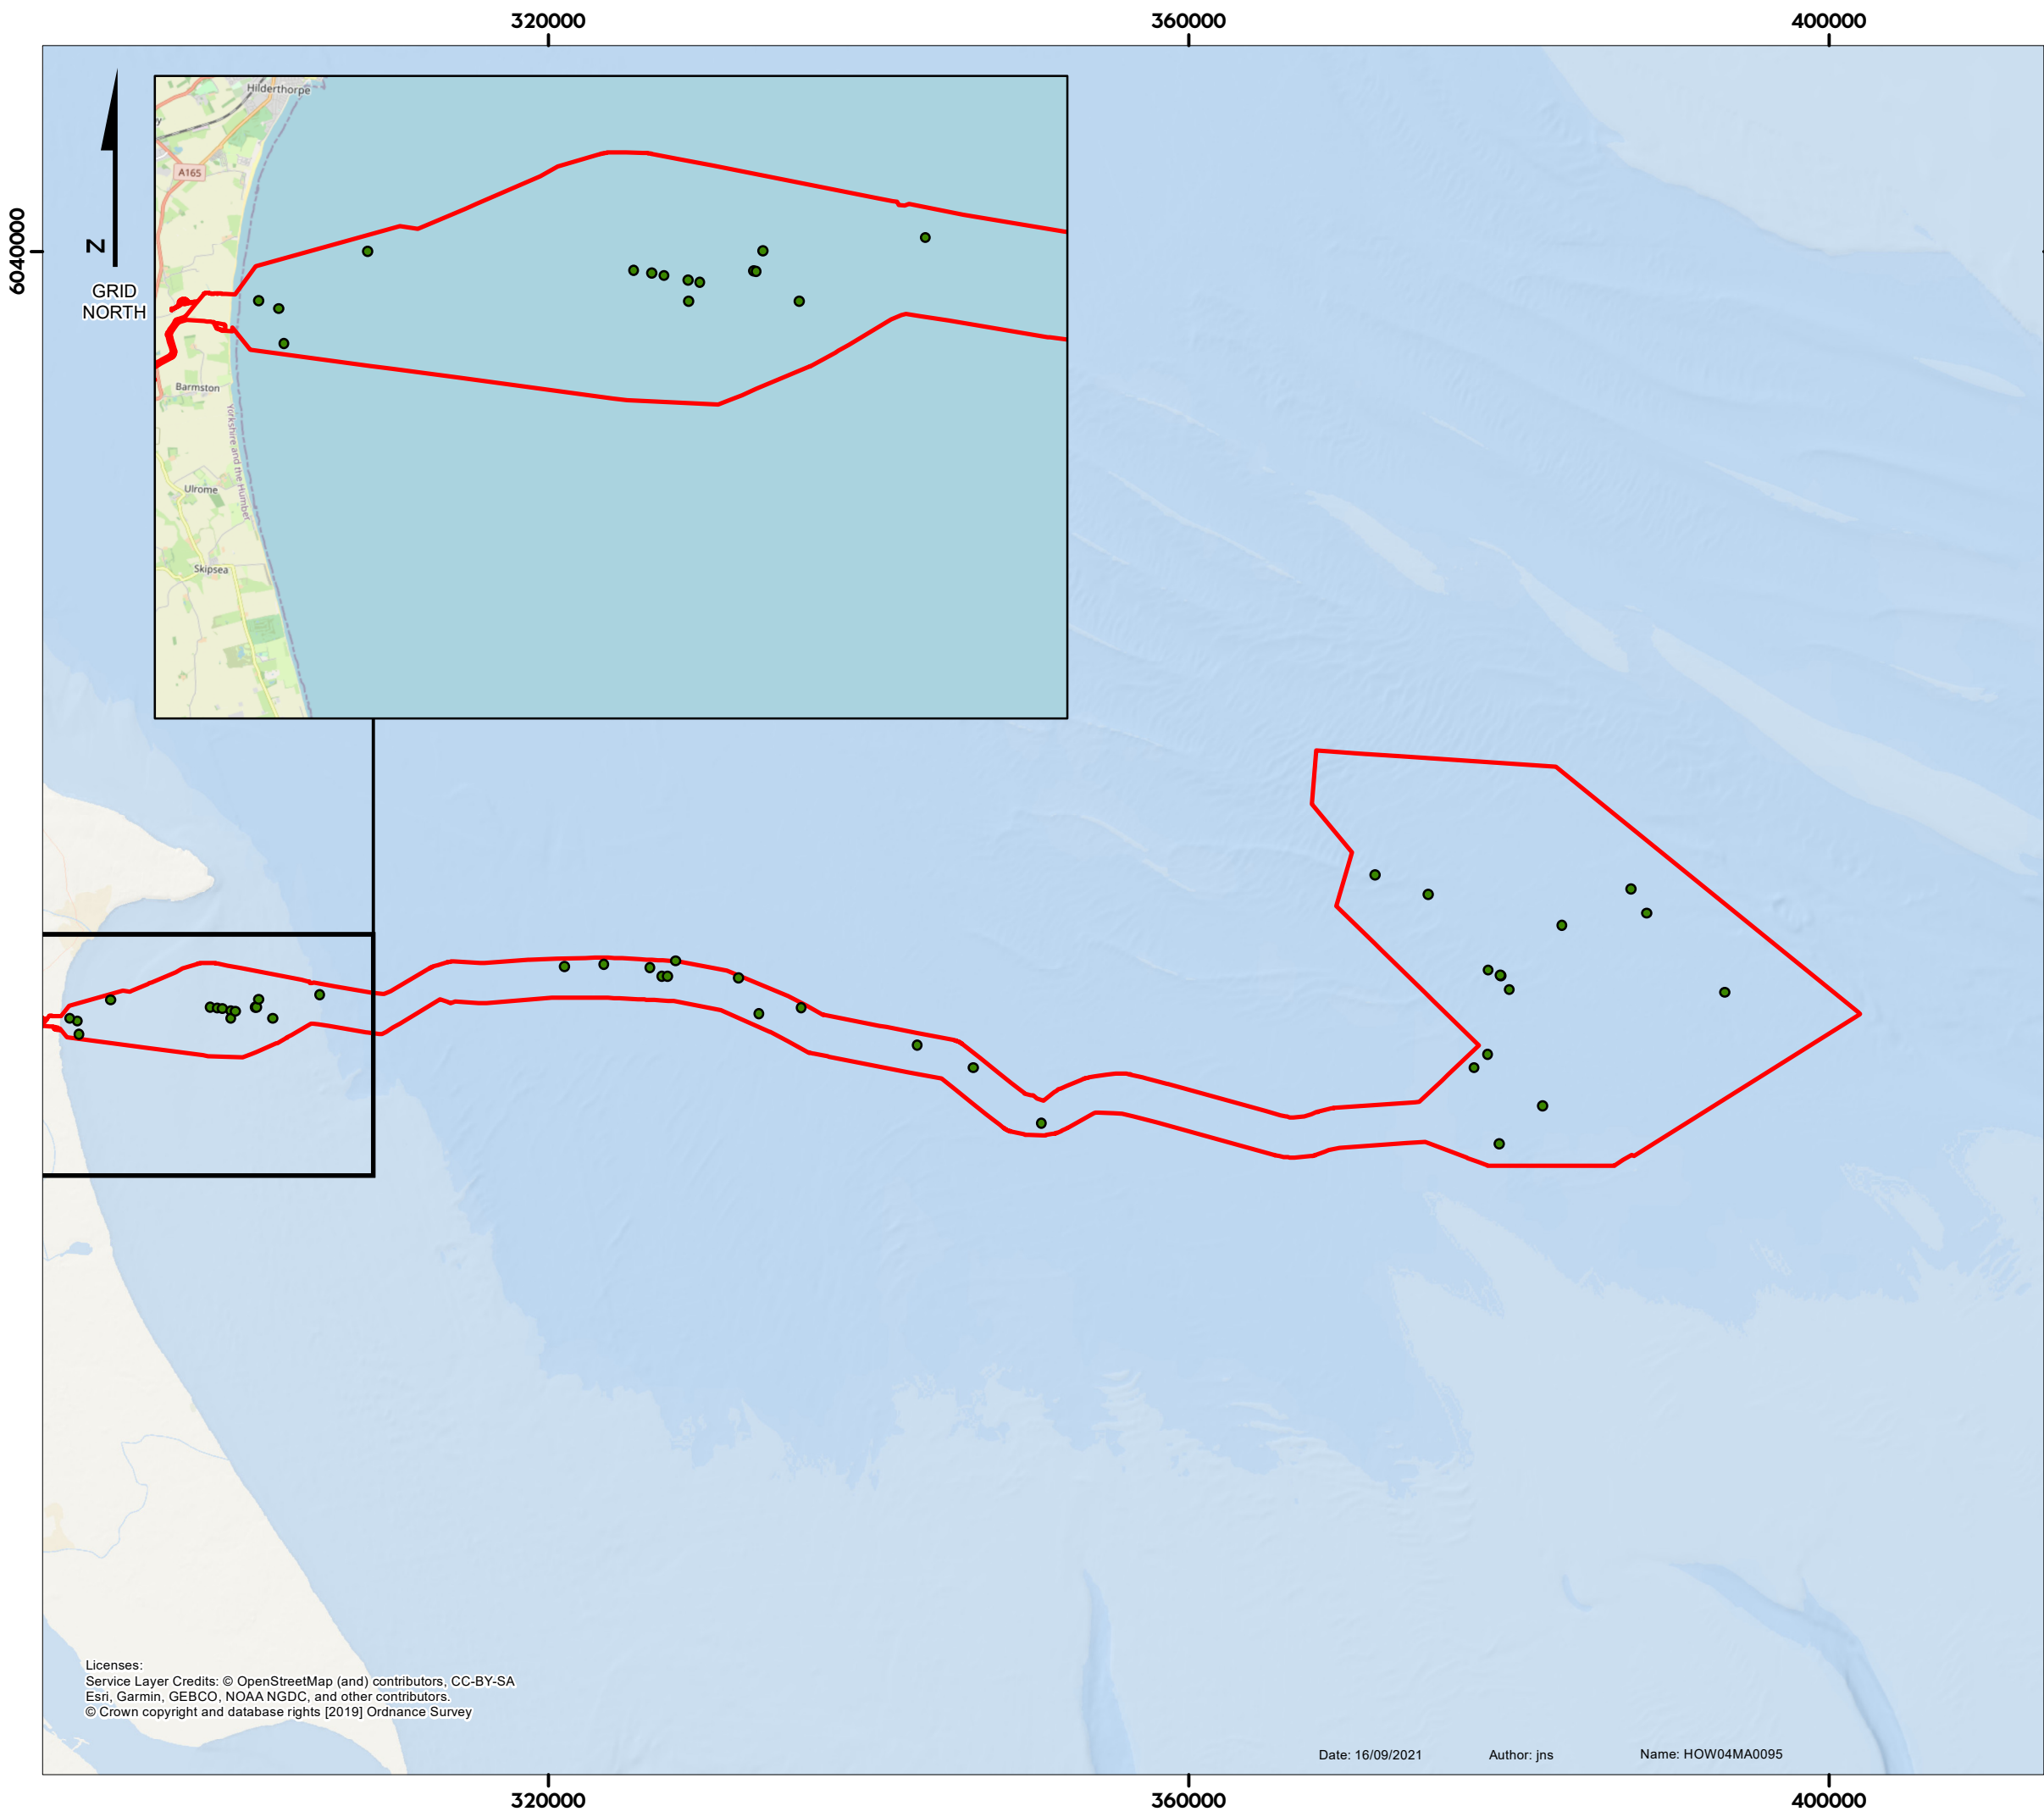 320000
360000
400000
6040000
N
GRID
NORTH
Hilderthorpe
A165
Barmston
Yorkshire and the Humber
Ulrome
Skipsea
Licenses:
Service Layer Credits: © OpenStreetMap (and) contributors, CC-BY-SA
Esri, Garmin, GEBCO, NOAA NGDC, and other contributors.
© Crown copyright and database rights [2019] Ordnance Survey
Date: 16/09/2021
Author: jns
Name: HOW04MA0095
320000
360000
400000